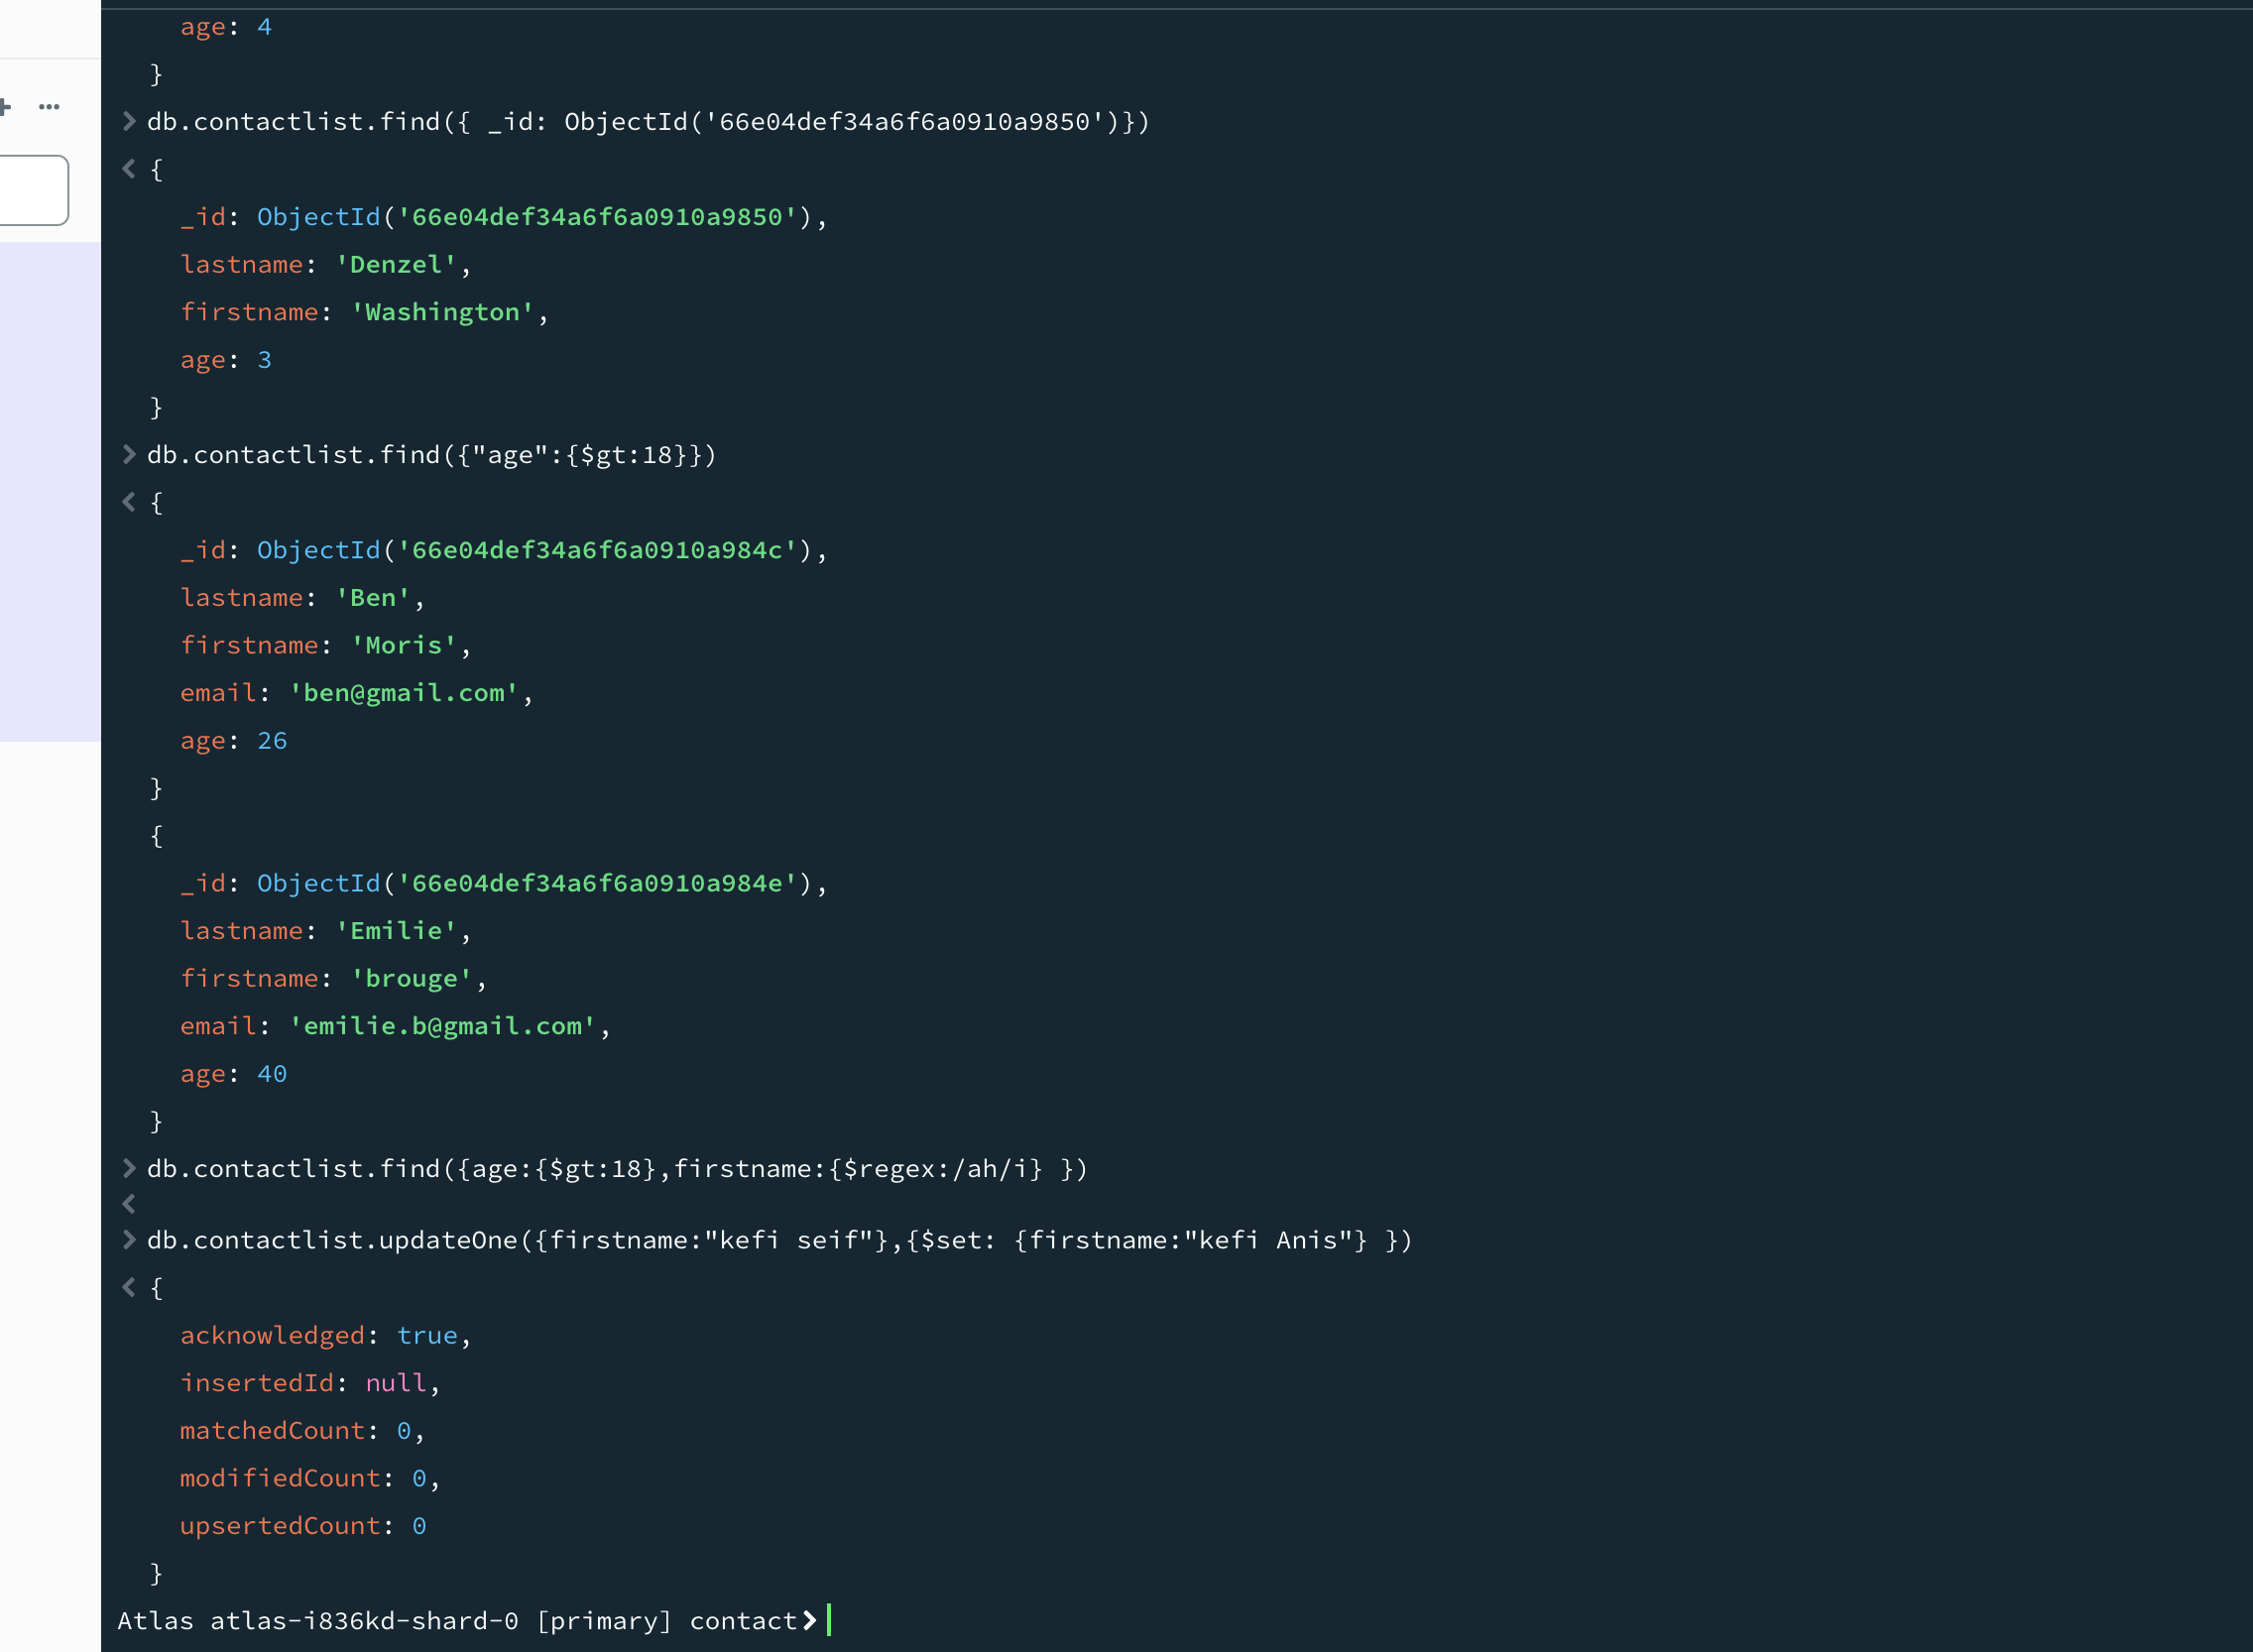 age: 4
}
db.contactlist.find({ _id: ObjectId('66e04def34a6f6a0910a9850')})
{
_id: ObjectId('66e04def34a6f6a0910a9850'),
lastname: 'Denzel',
firstname: 'Washington',
age: 3
}
db.contactlist.find({"age":{$gt:18}})
{
_id: ObjectId('66e04def34a6f6a0910a984c'),
lastname: 'Ben',
firstname: 'Moris',
email: 'ben@gmail.com',
age: 26
}
{
_id: ObjectId('66e04def34a6f6a0910a984e'),
lastname: 'Emilie',
firstname: 'brouge',
email: 'emilie.b@gmail.com',
age: 40
}
db.contactlist.find({age:{$gt:18},firstname:{$regex:/ah/i} })
db.contactlist.updateOne({firstname:"kefi seif"},{$set: {firstname:"kefi Anis"} })
{
acknowledged: true,
insertedId: null,
matchedCount: 0,
modifiedCount: 0,
upsertedCount: 0
}
Atlas atlas-i836kd-shard-0 [primary] contact>